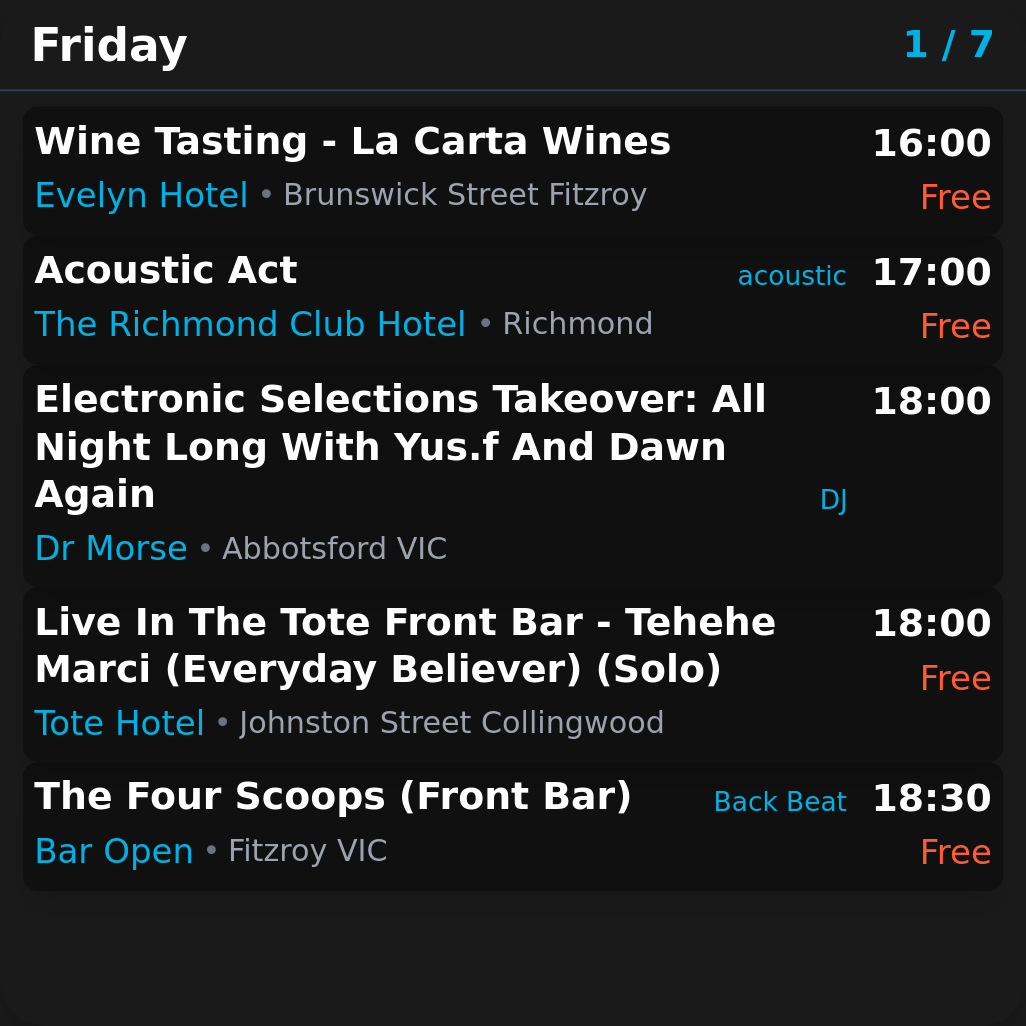 Friday 1 / 7
Wine Tasting - La Carta Wines 16:00
Evelyn Hotel • Brunswick Street Fitzroy Free
Acoustic Act acoustic 17:00
The Richmond Club Hotel • Richmond Free
Electronic Selections Takeover: All 18:00
Night Long With Yus.f And Dawn
Again DJ
Dr Morse • Abbotsford VIC
Live In The Tote Front Bar - Tehehe 18:00
Marci (Everyday Believer) (Solo) Free
Tote Hotel • Johnston Street Collingwood
The Four Scoops (Front Bar) Back Beat 18:30
Bar Open • Fitzroy VIC Free